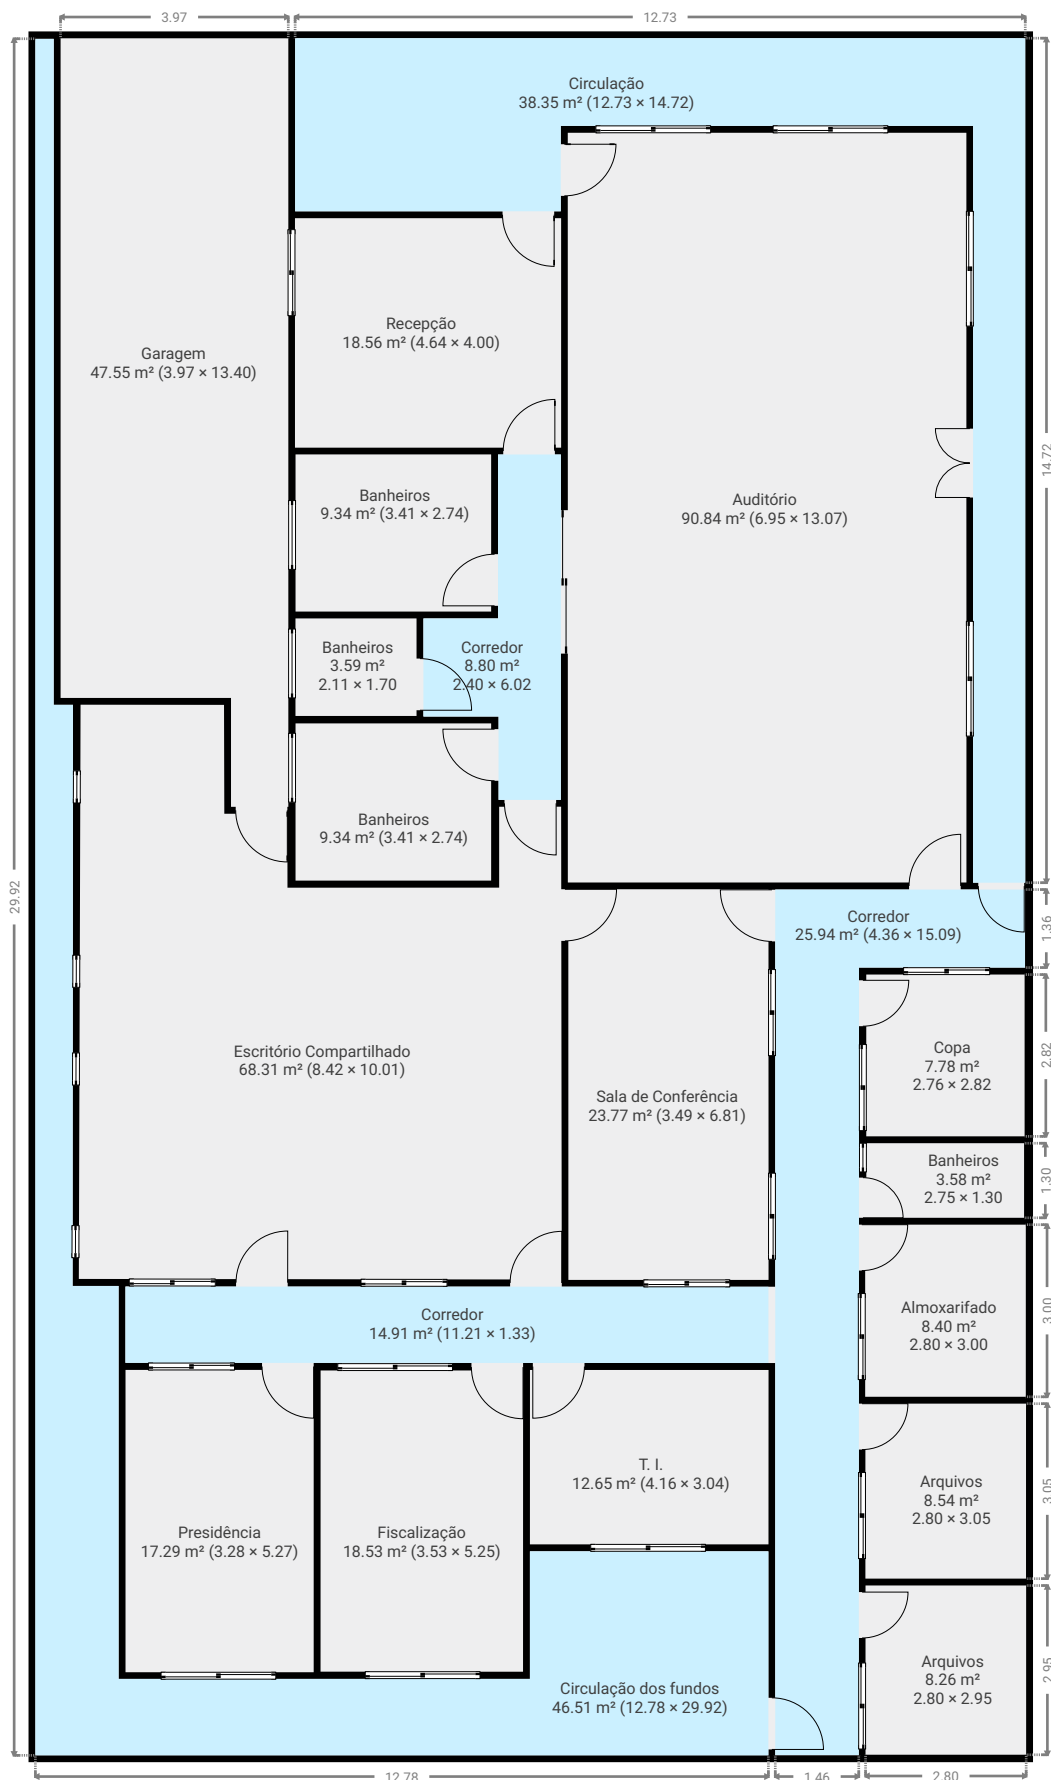 3.97
12.73
Circulação
38.35 m² (12.73 × 14.72)
Recepção
18.56 m² (4.64 × 4.00)
Garagem
47.55 m² (3.97 × 13.40)
14.72
Banheiros
9.34 m² (3.41 × 2.74)
Auditório
90.84 m² (6.95 × 13.07)
Banheiros
3.59 m²
2.11 × 1.70
Corredor
8.80 m²
2.40 × 6.02
Banheiros
9.34 m² (3.41 × 2.74)
29.92
Corredor
25.94 m² (4.36 × 15.09)
1.36
Escritório Compartilhado
68.31 m² (8.42 × 10.01)
Copa
7.78 m²
2.76 × 2.82
2.82
Sala de Conferência
23.77 m² (3.49 × 6.81)
Banheiros
3.58 m²
2.75 × 1.30
1.30
Almoxarifado
8.40 m²
2.80 × 3.00
3.00
Corredor
14.91 m² (11.21 × 1.33)
T. I.
12.65 m² (4.16 × 3.04)
Arquivos
8.54 m²
2.80 × 3.05
3.05
Presidência
17.29 m² (3.28 × 5.27)
Fiscalização
18.53 m² (3.53 × 5.25)
Arquivos
8.26 m²
2.80 × 2.95
2.95
Circulação dos fundos
46.51 m² (12.78 × 29.92)
12.78
1.46
2.80